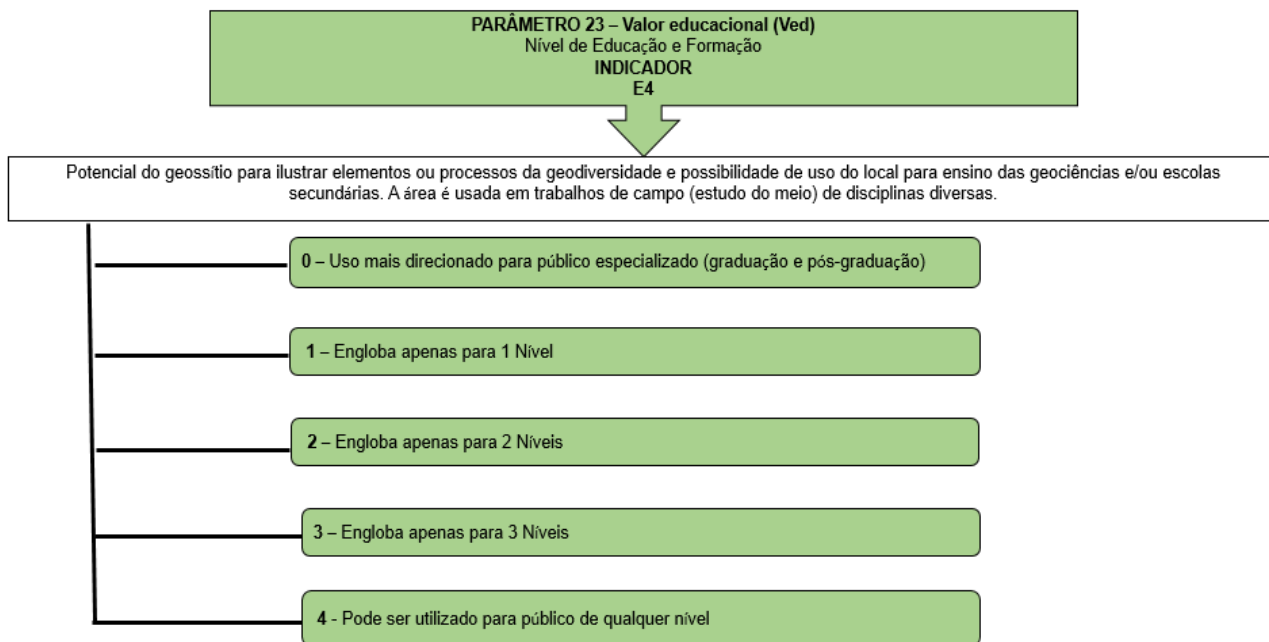 PARÂMETRO 23 – Valor educacional (Ved)
Nível de Educação e Formação
INDICADOR
E4
Potencial do geossítio para ilustrar elementos ou processos da geodiversidade e possibilidade de uso do local para ensino das geociências e/ou escolas
secundárias. A área é usada em trabalhos de campo (estudo do meio) de disciplinas diversas.
0 – Uso mais direcionado para público especializado (graduação e pós-graduação)
1 – Engloba apenas para 1 Nível
2 – Engloba apenas para 2 Níveis
3 – Engloba apenas para 3 Níveis
4 - Pode ser utilizado para público de qualquer nível